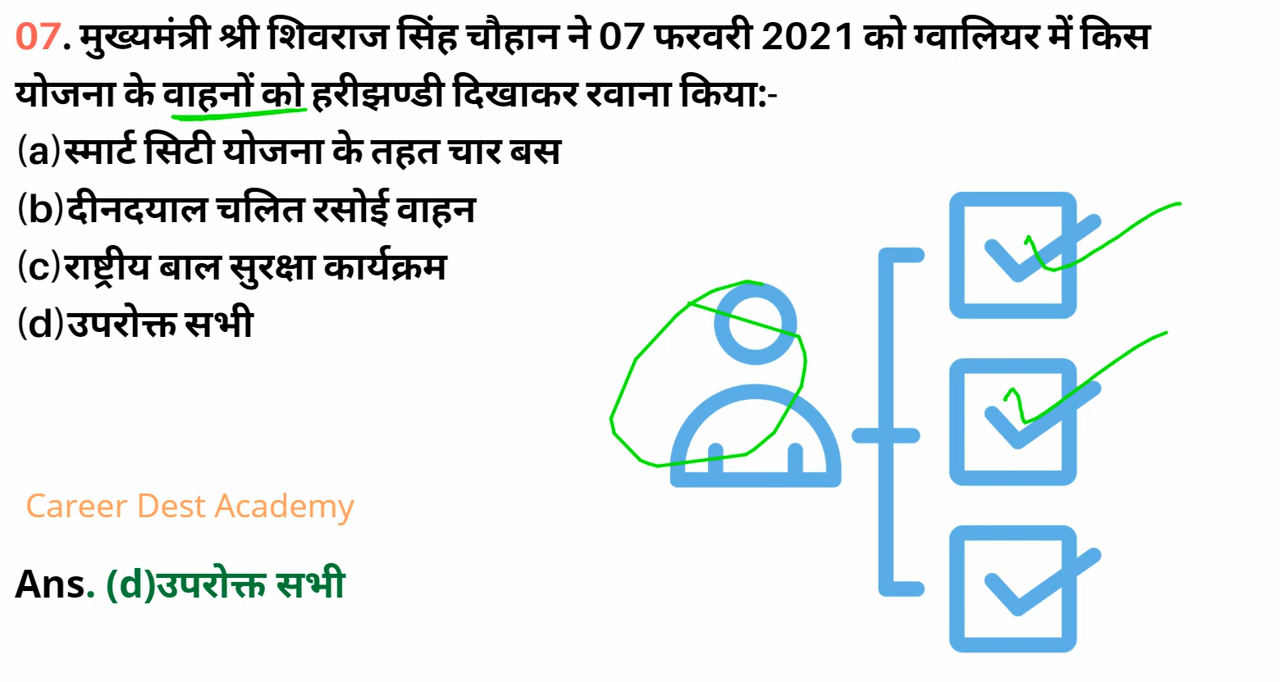 07. मुख्यमंत्री श्री शिवराज सिंह चौहान ने 07 फरवरी 2021 को ग्वालियर में किस
योजना के वाहनों को हरीझण्डी दिखाकर रवाना किया:-
(a)स्मार्ट सिटी योजना के तहत चार बस
(b)दीनदयाल चलित रसोई वाहन
(c)राष्ट्रीय बाल सुरक्षा कार्यक्रम
(d)उपरोक्त सभी
Career Dest Academy
Ans. (d)उपरोक्त सभी